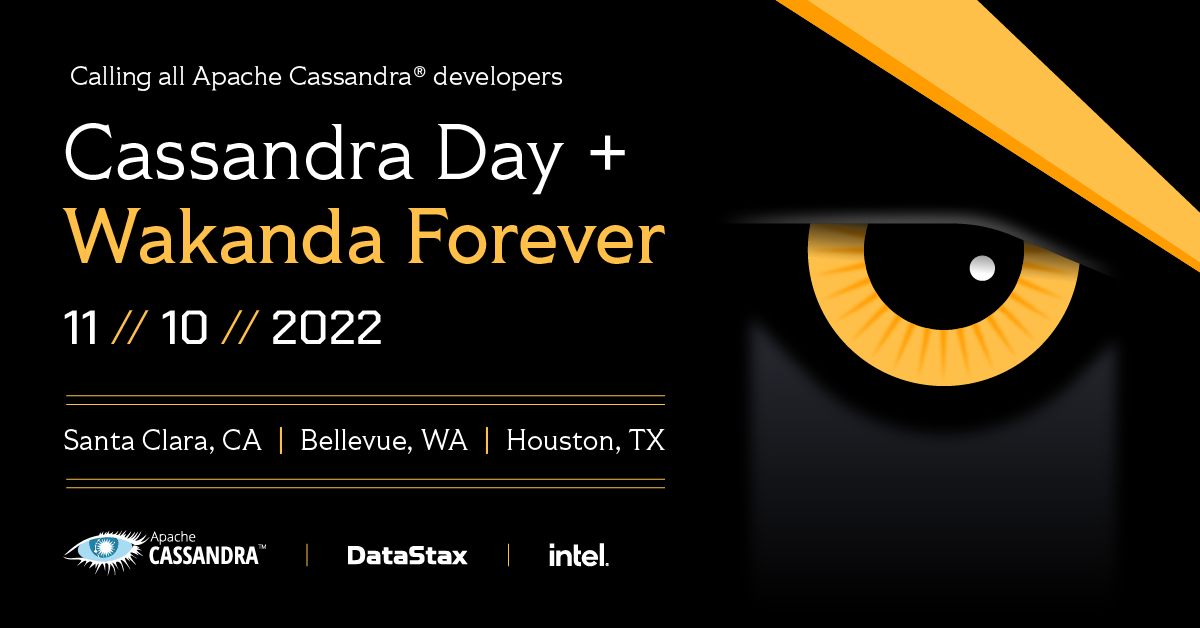 Calling all Apache Cassandra® developers
Cassandra Day +
Wakanda Forever
11 // 10 // 2022
Santa Clara, CA | Bellevue, WA | Houston, TX
Apache
CASSANDRA™ | DataStax | intel.